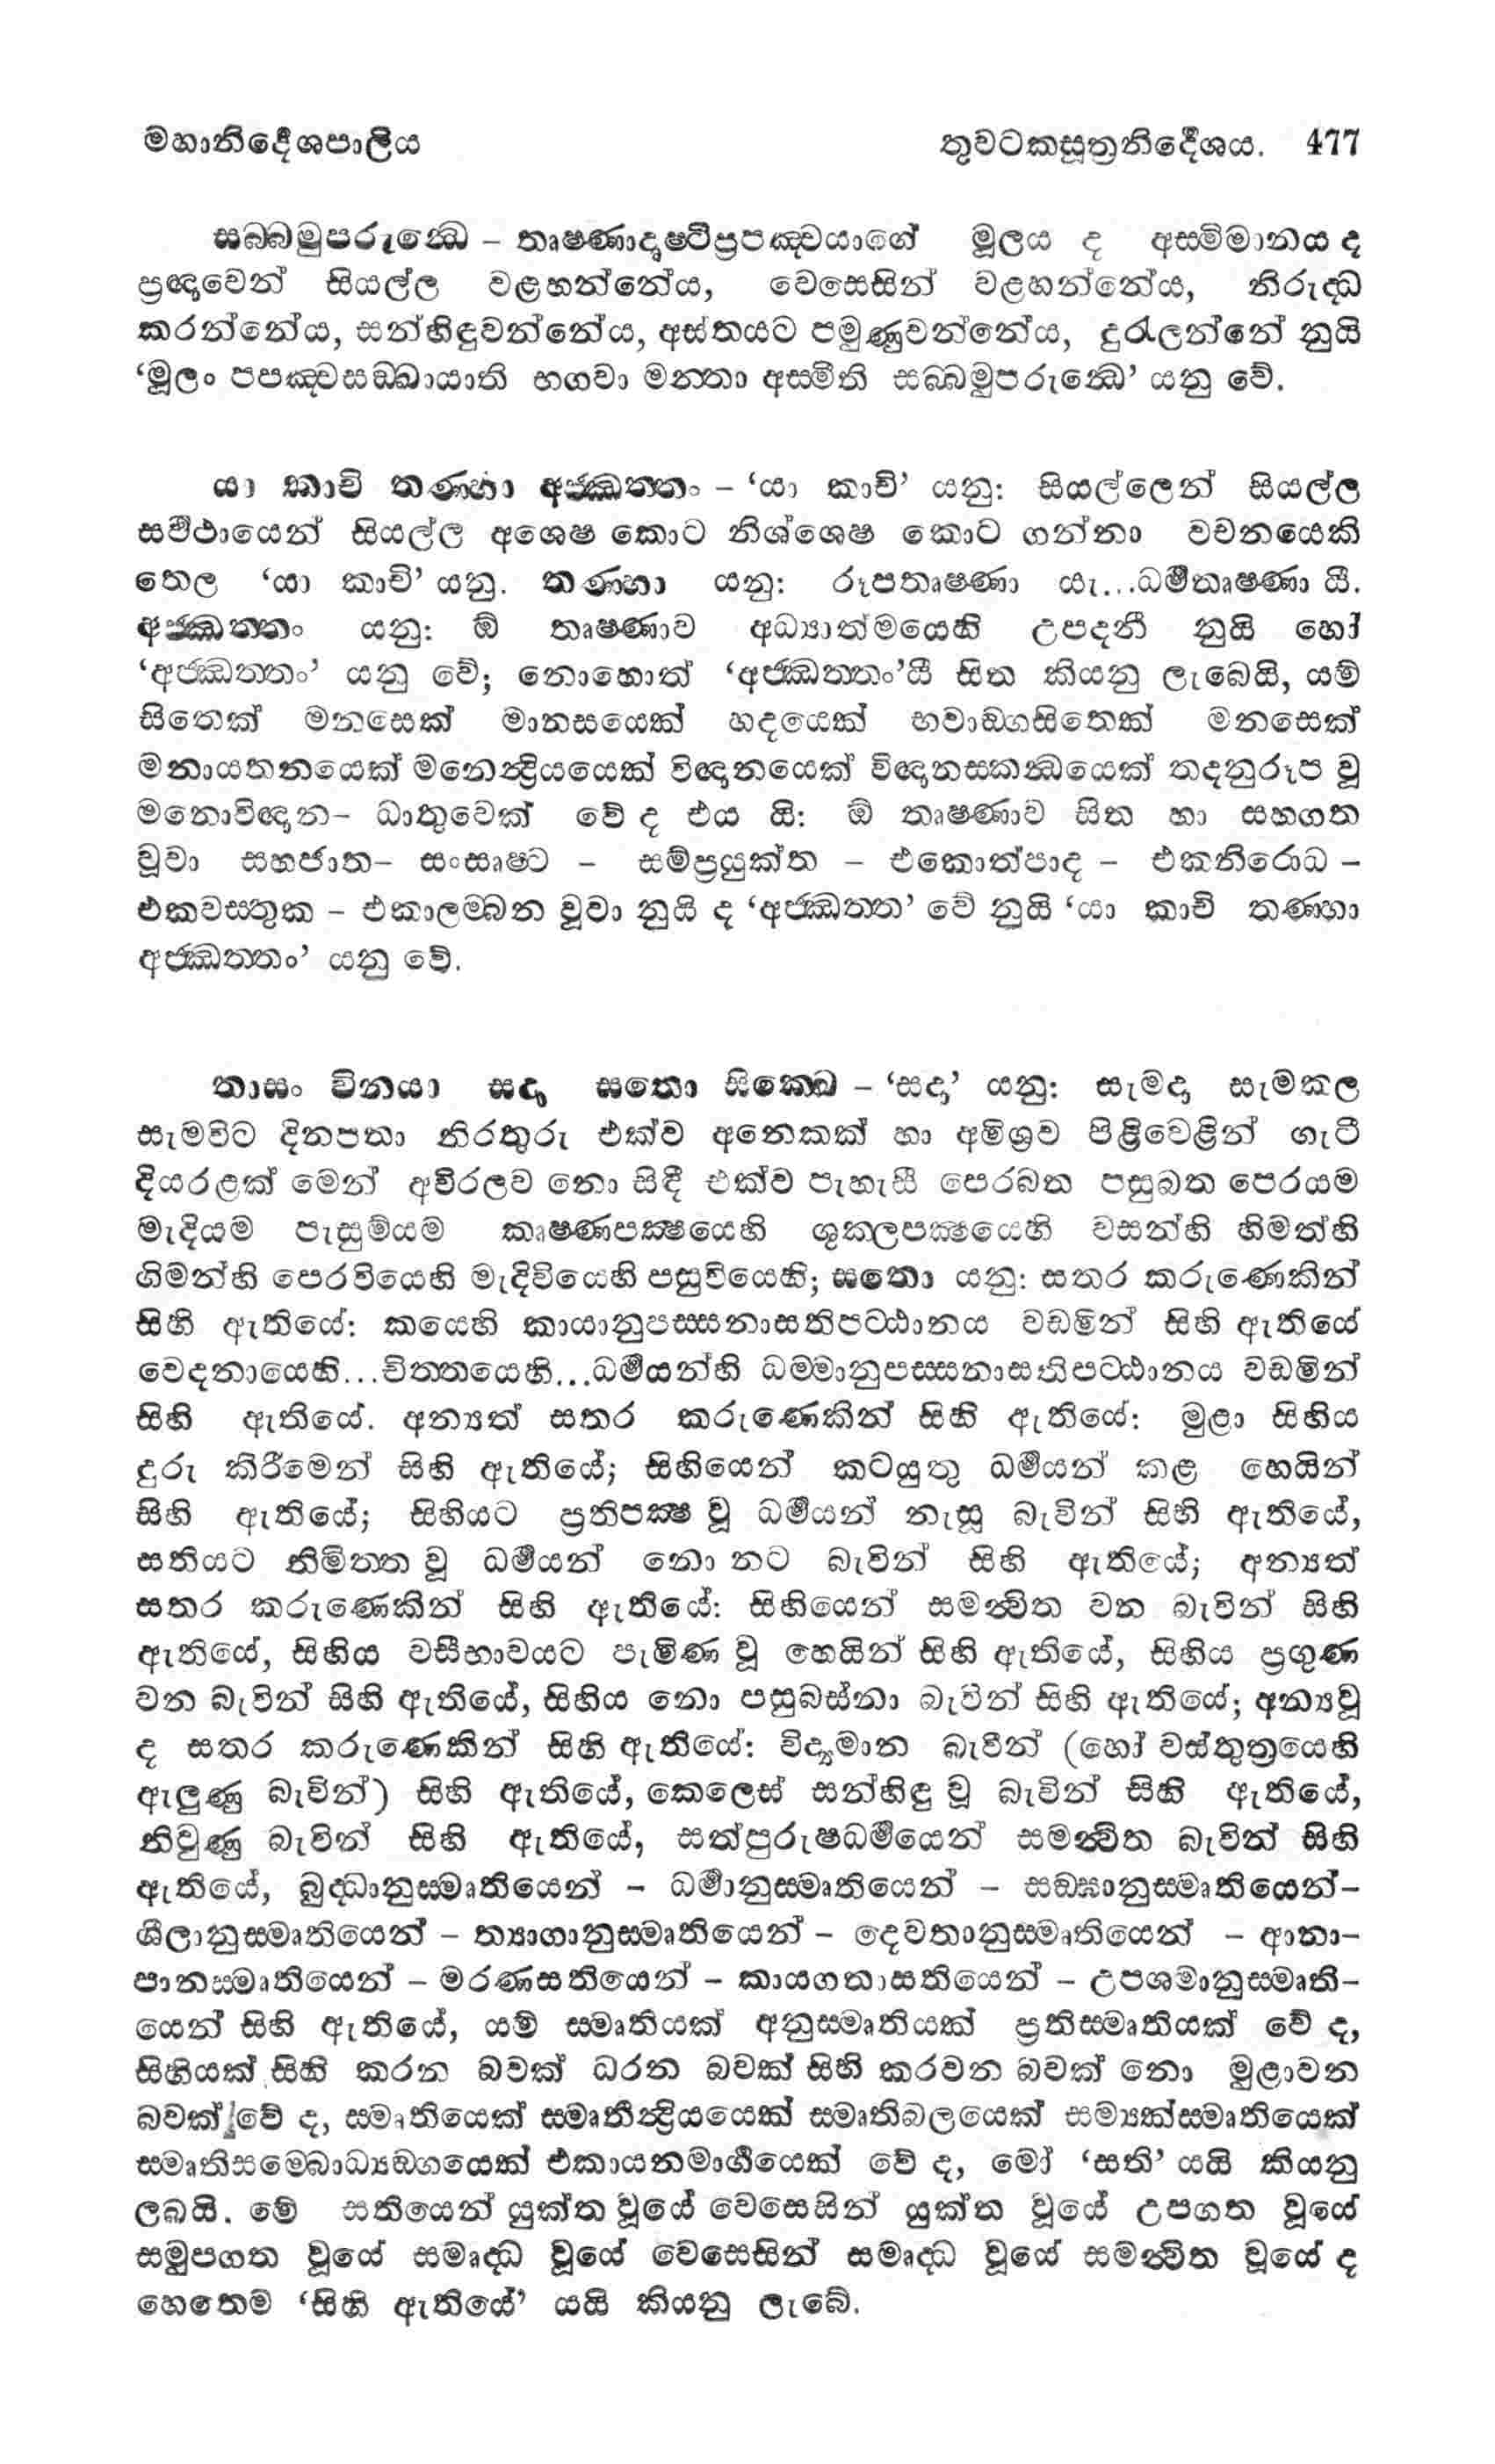 මහානිර්දේශපාලිය තුවටකසූත්‍රනිර්දේශය. 477
සබ්බමුපරුන්ධෙ – තෘෂ්ණාදෘෂ්ටිප්‍රපඤ්චයාගේ මූලය ද අස්මිමානය ද
ප්‍රඥාවෙන් සියල්ල වළහන්නේය, වෙසෙසින් වළහන්නේය, නිරුද්ධ
කරන්නේය, සන්හිඳුවන්නේය, අස්තයට පමුණුවන්නේය, දුරැලන්නේ නුයි
‘මූලං පපඤ්චසඞ්ඛායාති භගවා මන්තා අස්මීති සබ්බමුපරුන්ධෙ’ යනු වේ.
යා කාචි තණ්හා අජ්ඣත්තං – ‘යා කාචි’ යනු: සියල්ලෙන් සියල්ල
සර්‍වථායෙන් සියල්ල අශෙෂ කොට නිශ්ශෙෂ කොට ගන්නා වචනයෙකි
තෙල ‘යා කාචි’ යනු. තණ්හා යනු: රූපතෘෂ්ණා යැ...ධර්‍මතෘෂ්ණා යී.
අජ්ඣත්තං යනු: ඕ තෘෂ්ණාව අධ්‍යාත්මයෙහි උපදනී නුයි හෝ
‘අජ්ඣත්තං’ යනු වේ; නොහොත් ‘අජ්ඣත්තං’යී සිත කියනු ලැබෙයි, යම්
සිතෙක් මනසෙක් මානසයෙක් හදයෙක් භවාඞ්ගසිතෙක් මනසෙක්
මනායතනයෙක් මනෙන්ද්‍රියයෙක් විඥානයෙක් විඥානස්කන්ධයෙක් තදනුරූප වූ
මනොවිඥාන– ධාතුවෙක් වේ ද එය යි: ඕ තෘෂ්ණාව සිත හා සහගත
වූවා සහජාත– සංසෘෂ්ට – සම්ප්‍රයුක්ත – එකොත්පාද – එකනිරොධ –
එකවස්තුක – එකාලම්බන වූවා නුයි ද ‘අජ්ඣත්ත’ වේ නුයි ‘යා කාචි තණ්හා
අජ්ඣත්තං’ යනු වේ.
තාසං විනයා සදා සතො සික්ඛෙ – ‘සදා’ යනු: සැමදා සැමකල
සැමවිට දිනපතා නිරතුරු එක්ව අනෙකක් හා අමිශ්‍රව පිළිවෙළින් ගැටී
දියරළක් මෙන් අවිරලව නො සිඳී එක්ව පැහැසී පෙරබත පසුබත පෙරයම
මැදියම පැසුම්යම කෘෂ්ණපක්‍ෂයෙහි ශුක්ලපක්‍ෂයෙහි වසන්හි හිමත්හි
ගිමන්හි පෙරවියෙහි මැදිවියෙහි පසුවියෙහි; සතො යනු: සතර කරුණෙකින්
සිහි ඇතියේ: කයෙහි කායානුපස්සනාසතිපට්ඨානය වඩමින් සිහි ඇතියේ
වෙදනායෙහි...චිත්තයෙහි...ධර්‍මයන්හි ධම්මානුපස්සනාසතිපට්ඨානය වඩමින්
සිහි ඇතියේ. අන්‍යත් සතර කරුණෙකින් සිහි ඇතියේ: මුළා සිහිය
දුරු කිරීමෙන් සිහි ඇතියේ; සිහියෙන් කටයුතු ධර්‍මයන් කළ හෙයින්
සිහි ඇතියේ; සිහියට ප්‍රතිපක්‍ෂ වූ ධර්‍මයන් නැසූ බැවින් සිහි ඇතියේ,
සතියට නිමිත්ත වූ ධර්‍මයන් නො නට බැවින් සිහි ඇතියේ; අන්‍යත්
සතර කරුණෙකින් සිහි ඇතියේ: සිහියෙන් සමන්විත වන බැවින් සිහි
ඇතියේ, සිහිය වසීභාවයට පැමිණ වූ හෙයින් සිහි ඇතියේ, සිහිය ප්‍රගුණ
වන බැවින් සිහි ඇතියේ, සිහිය නො පසුබස්නා බැවින් සිහි ඇතියේ; අන්‍යවූ
ද සතර කරුණෙකින් සිහි ඇතියේ: විද්‍යමාන බැවින් (හෝ වස්තුත්‍රයෙහි
ඇලුණු බැවින්) සිහි ඇතියේ, කෙලෙස් සන්හිඳු වූ බැවින් සිහි ඇතියේ,
නිවුණු බැවින් සිහි ඇතියේ, සත්පුරුෂධර්‍මයෙන් සමන්විත බැවින් සිහි
ඇතියේ, බුද්ධානුස්මෘතියෙන් – ධර්‍මානුස්මෘතියෙන් – සඞ්ඝානුස්මෘතියෙන්–
ශීලානුස්මෘතියෙන් – ත්‍යාගානුස්මෘතියෙන් – දෙවතානුස්මෘතියෙන් – ආනා–
පානස්මෘතියෙන් – මරණසතියෙන් – කායගතාසතියෙන් – උපශමානුස්මෘති–
යෙන් සිහි ඇතියේ, යම් ස්මෘතියක් අනුස්මෘතියක් ප්‍රතිස්මෘතියක් වේ ද,
සිහියක් සිහි කරන බවක් ධරන බවක් සිහි කරවන බවක් නො මුළාවන
බවක් වේ ද, ස්මෘතියෙක් ස්මෘතීන්ද්‍රියයෙක් ස්මෘතිබලයෙක් සම්‍යක්ස්මෘතියෙක්
ස්මෘතිසම්බොධ්‍යඞ්ගයෙක් එකායනමාර්‍ගයෙක් වේ ද, මෝ ‘සති’ යයි කියනු
ලබයි. මේ සතියෙන් යුක්ත වූයේ වෙසෙසින් යුක්ත වූයේ උපගත වූයේ
සමුපගත වූයේ සමෘද්ධ වූයේ වෙසෙසින් සමෘද්ධ වූයේ සමන්විත වූයේ ද
හෙතෙම ‘සිහි ඇතියේ’ යයි කියනු ලැබේ.